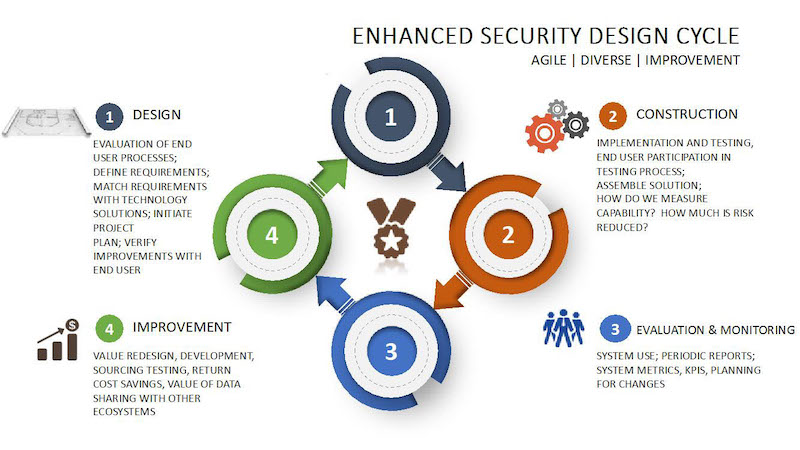 ENHANCED SECURITY DESIGN CYCLE
AGILE | DIVERSE | IMPROVEMENT
1 DESIGN
EVALUATION OF END
USER PROCESSES;
DEFINE REQUIREMENTS;
MATCH REQUIREMENTS
WITH TECHNOLOGY
SOLUTIONS; INITIATE
PROJECT
PLAN; VERIFY
IMPROVEMENTS WITH
END USER
1
2 CONSTRUCTION
IMPLEMENTATION AND TESTING,
END USER PARTICIPATION IN
TESTING PROCESS;
ASSEMBLE SOLUTION;
HOW DO WE MEASURE
CAPABILITY? HOW MUCH IS RISK
REDUCED?
4
2
3
$
4 IMPROVEMENT
VALUE REDESIGN, DEVELOPMENT,
SOURCING TESTING, RETURN
COST SAVINGS, VALUE OF DATA
SHARING WITH OTHER
ECOSYSTEMS
3 EVALUATION & MONITORING
SYSTEM USE; PERIODIC REPORTS;
SYSTEM METRICS, KPIS, PLANNING
FOR CHANGES